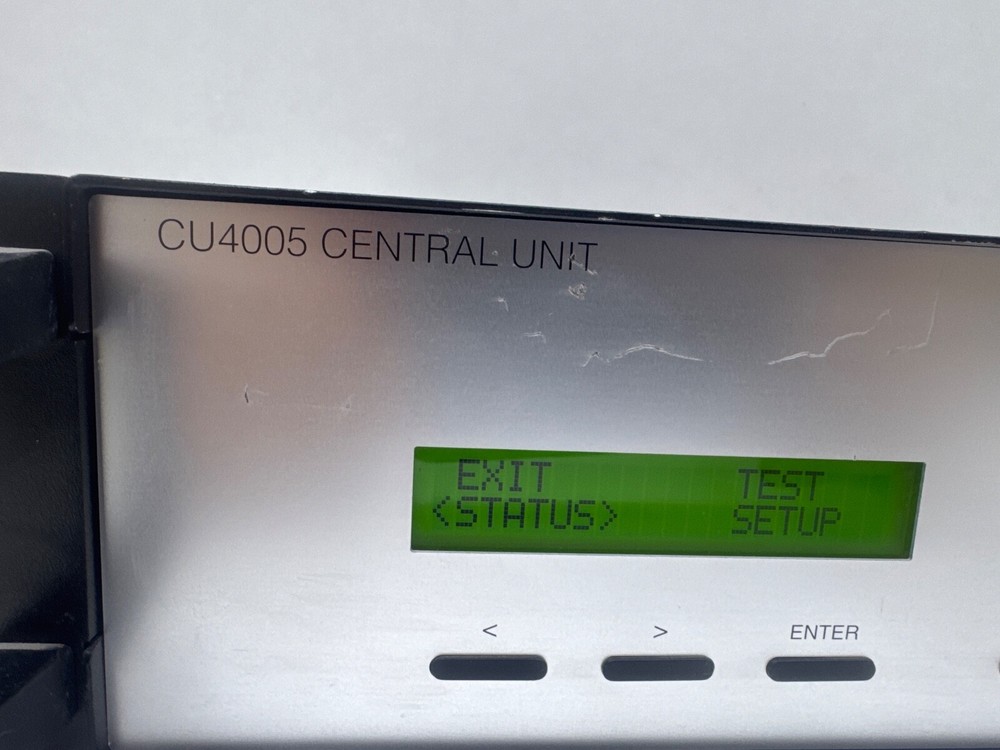 CU4005 CENTRAL UNIT
EXIT TEST
<STATUS> SETUP
< > ENTER